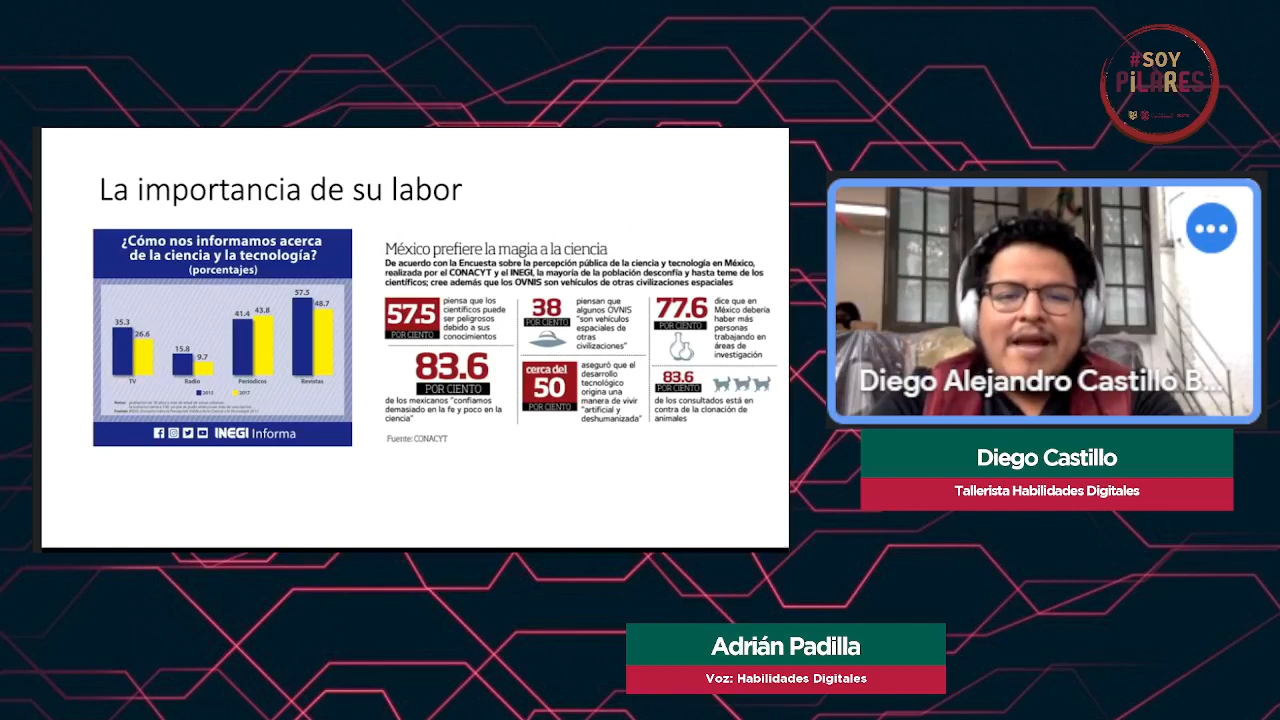 #SOY
PiLARES
La importancia de su labor
¿Cómo nos informamos acerca
de la ciencia y la tecnología?
(porcentajes)
35.3
26.6
15.8
9.7
41.4
43.8
57.5
48.7
TV
Radio
Periódicos
Revistas
2015
2017
INEGI Informa
México prefiere la magia a la ciencia
De acuerdo con la Encuesta sobre la percepción pública de la ciencia y tecnología en México,
realizada por el CONACYT y el INEGI, la mayoría de la población desconfía y hasta teme de los
científicos; cree además que los OVNIS son vehículos de otras civilizaciones espaciales
57.5
POR CIENTO
piensa que los
científicos puede
ser peligrosos
debido a sus
conocimientos
38
POR CIENTO
piensan que
algunos OVNIS
"son vehículos
espaciales de
otras
civilizaciones"
77.6
POR CIENTO
dice que en
México debería
haber más
personas
trabajando en
áreas de
investigación
83.6
POR CIENTO
de los mexicanos "confiamos
demasiado en la fe y poco en la
ciencia"
cerca del
50
POR CIENTO
aseguró que el
desarrollo
tecnológico
origina una
manera de vivir
"artificial y
deshumanizada"
83.6
POR CIENTO
de los consultados está en
contra de la clonación de
animales
Fuente: CONACYT
Diego Alejandro Castillo B...
Diego Castillo
Tallerista Habilidades Digitales
Adrián Padilla
Voz: Habilidades Digitales